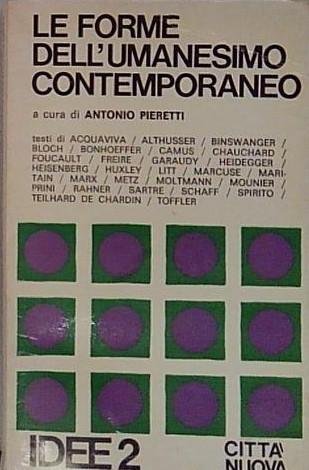 LE FORME
DELL'UMANESIMO
CONTEMPORANEO
a cura di ANTONIO PIERETTI
testi di ACQUAVIVA / ALTHUSSER / BINSWANGER /
BLOCH / BONHOEFFER / CAMUS / CHAUCHARD /
FOUCAULT / FREIRE / GARAUDY / HEIDEGGER /
HEISENBERG / HUXLEY / LITT / MARCUSE / MARI-
TAIN / MARX / METZ / MOLTMANN / MOUNIER /
PRINI / RAHNER / SARTRE / SCHAFF / SPIRITO /
TEILHARD DE CHARDIN / TOFFLER
IDEE 2
CITTÀ
NUOVA